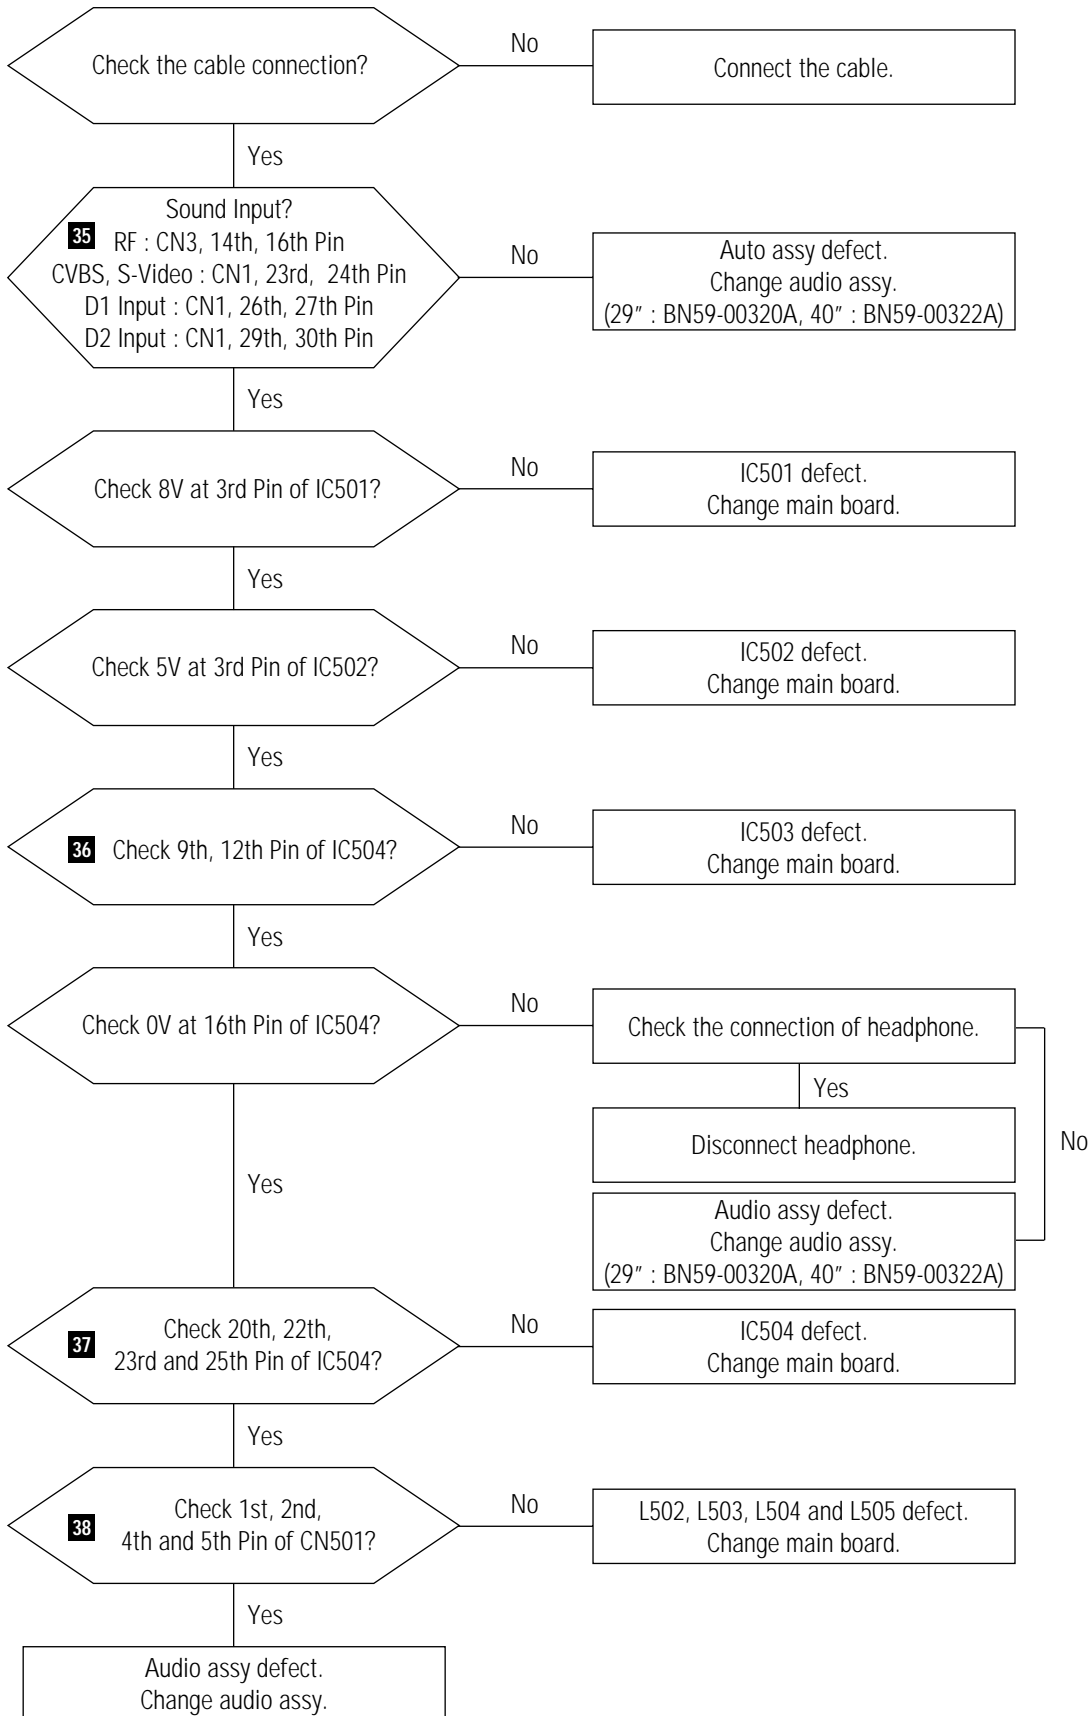 Check the cable connection?
No
Connect the cable.
Yes
Sound Input?
35 RF : CN3, 14th, 16th Pin
CVBS, S-Video : CN1, 23rd, 24th Pin
D1 Input : CN1, 26th, 27th Pin
D2 Input : CN1, 29th, 30th Pin
No
Auto assy defect.
Change audio assy.
(29″ : BN59-00320A, 40″ : BN59-00322A)
Yes
Check 8V at 3rd Pin of IC501?
No
IC501 defect.
Change main board.
Yes
Check 5V at 3rd Pin of IC502?
No
IC502 defect.
Change main board.
Yes
36 Check 9th, 12th Pin of IC504?
No
IC503 defect.
Change main board.
Yes
Check 0V at 16th Pin of IC504?
No
Check the connection of headphone.
Yes
Disconnect headphone.
No
Audio assy defect.
Change audio assy.
(29″ : BN59-00320A, 40″ : BN59-00322A)
Yes
37
Check 20th, 22th,
23rd and 25th Pin of IC504?
No
IC504 defect.
Change main board.
Yes
38
Check 1st, 2nd,
4th and 5th Pin of CN501?
No
L502, L503, L504 and L505 defect.
Change main board.
Yes
Audio assy defect.
Change audio assy.